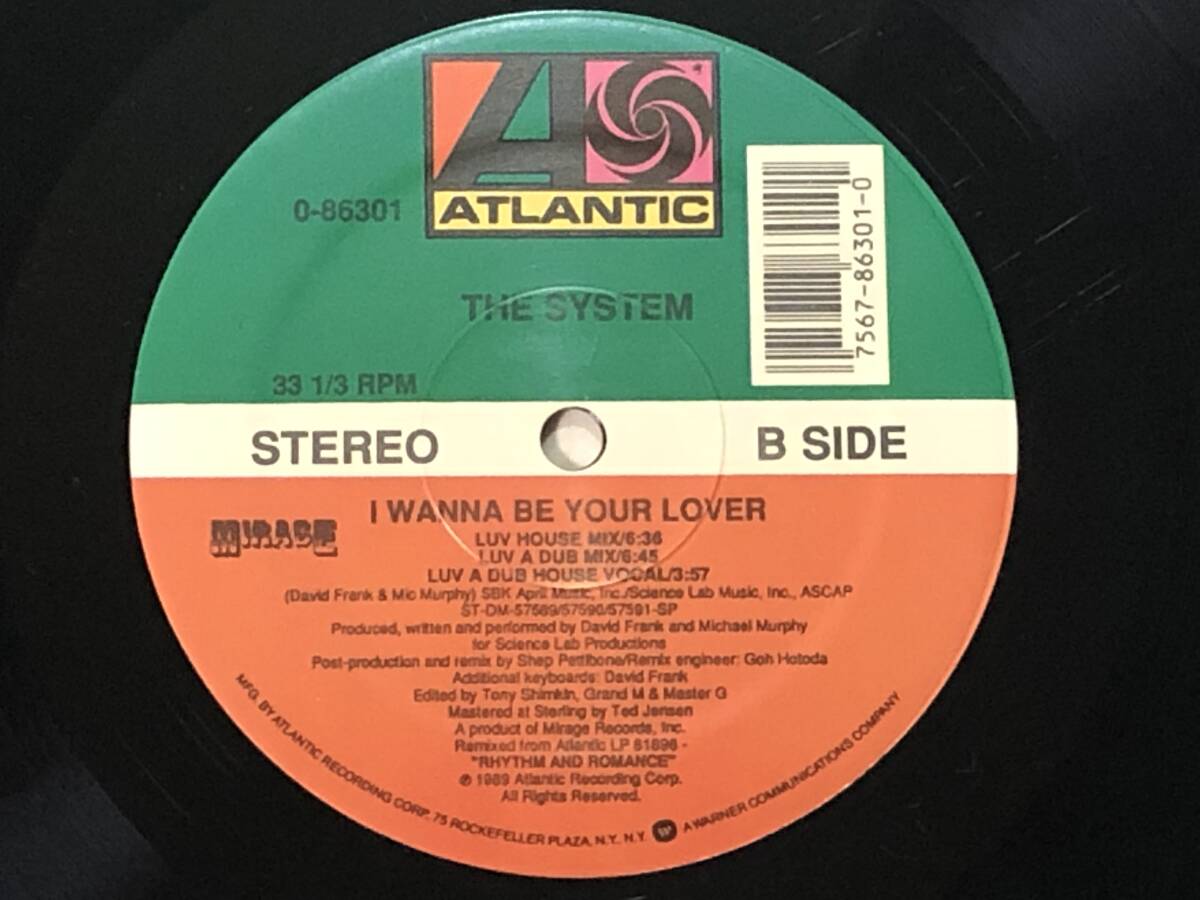 A
ATLANTIC
0-86301
7567-86301-0
THE SYSTEM
33 1/3 RPM
STEREO
B SIDE
I WANNA BE YOUR LOVER
MIRAGE
LUV HOUSE MIX/6:36
LUV A DUB MIX/6:45
LUV A DUB HOUSE VOCAL/3:57
(David Frank & Mic Murphy) SBK April Music, Inc./Science Lab Music, Inc., ASCAP
ST-DM-57589/57590/57591-SP
Produced, written and performed by David Frank and Michael Murphy
for Science Lab Productions
Post-production and remix by Shep Pettibone/Remix engineer: Goh Hotoda
Additional keyboards: David Frank
Edited by Tony Shimkin, Grand M & Master G
Mastered at Sterling by Ted Jensen
A product of Mirage Records, Inc.
Remixed from Atlantic LP 81896 -
"RHYTHM AND ROMANCE"
℗ 1989 Atlantic Recording Corp.
All Rights Reserved.
MFG. BY ATLANTIC RECORDING CORP. 75 ROCKEFELLER PLAZA, N.Y. N.Y. A WARNER COMMUNICATIONS COMPANY